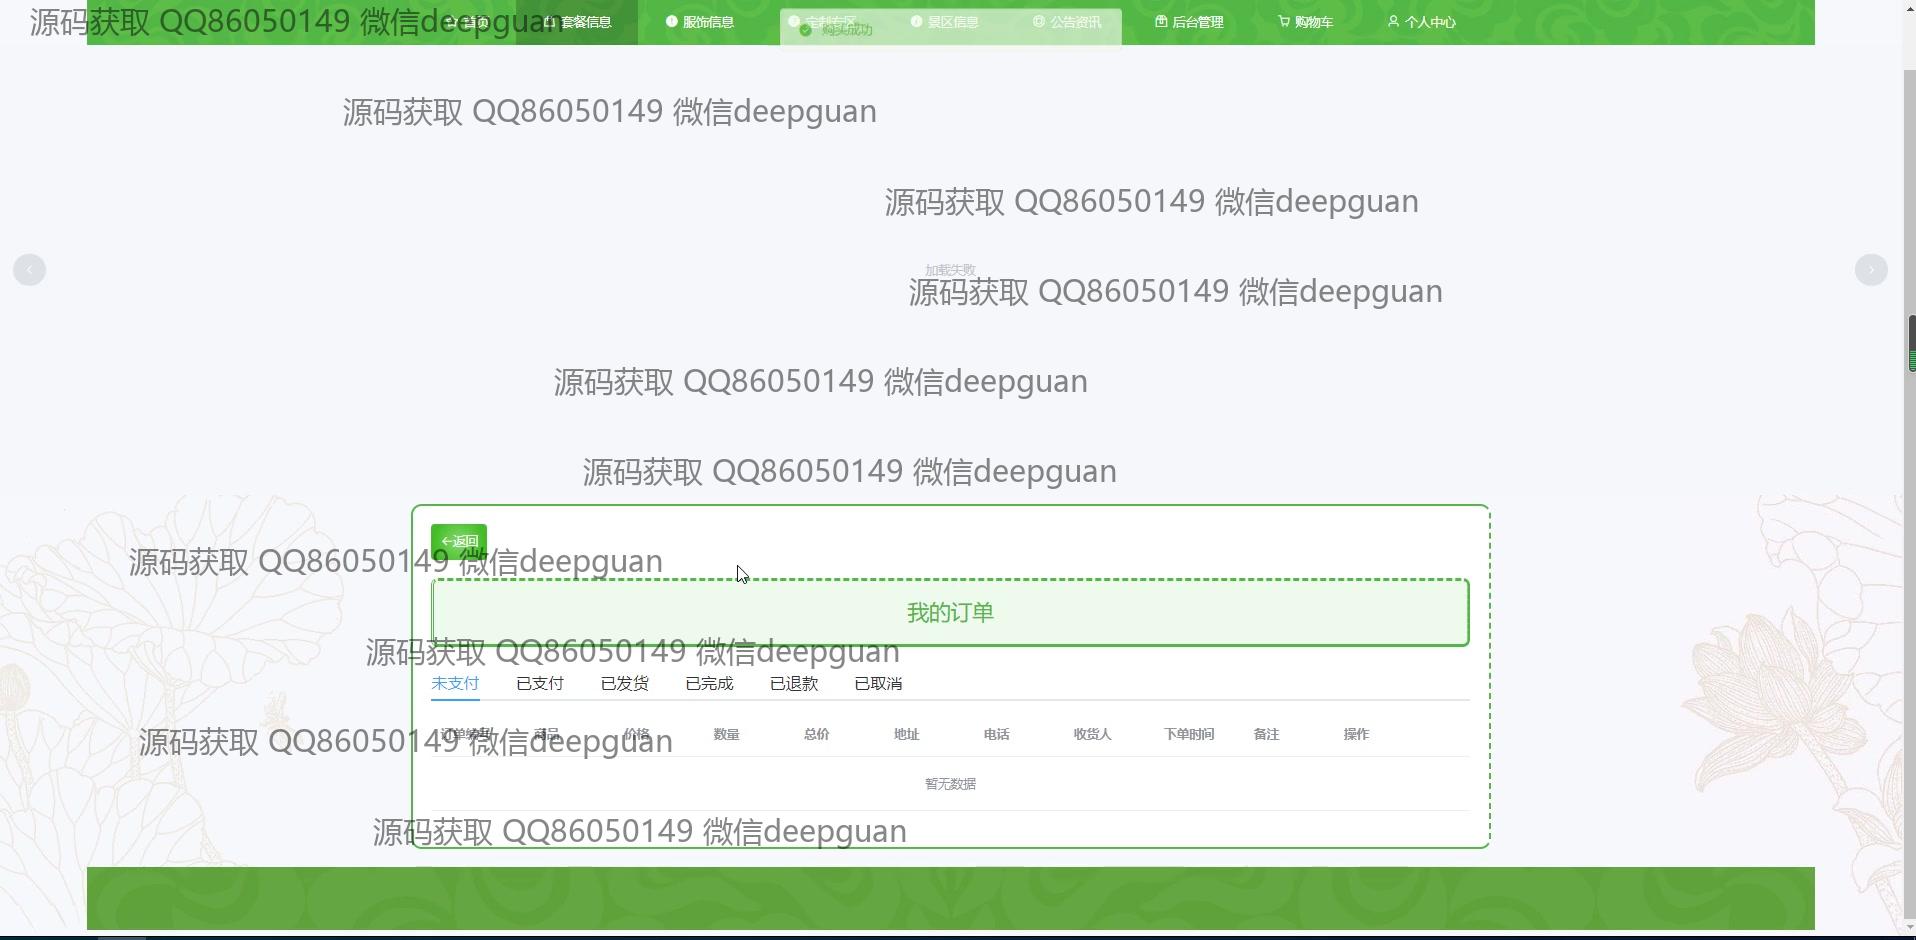 源码获取 QQ86050149 微信deepguan
首页 套餐信息 服饰信息 定制专区 景区信息 公告资讯 后台管理 购物车 个人中心
购买成功
源码获取 QQ86050149 微信deepguan
源码获取 QQ86050149 微信deepguan
加载失败
源码获取 QQ86050149 微信deepguan
源码获取 QQ86050149 微信deepguan
源码获取 QQ86050149 微信deepguan
←返回
源码获取 QQ86050149 微信deepguan
我的订单
源码获取 QQ86050149 微信deepguan
未支付 已支付 已发货 已完成 已退款 已取消
订单编号 商品 价格 数量 总价 地址 电话 收货人 下单时间 备注 操作
源码获取 QQ86050149 微信deepguan
暂无数据
源码获取 QQ86050149 微信deepguan